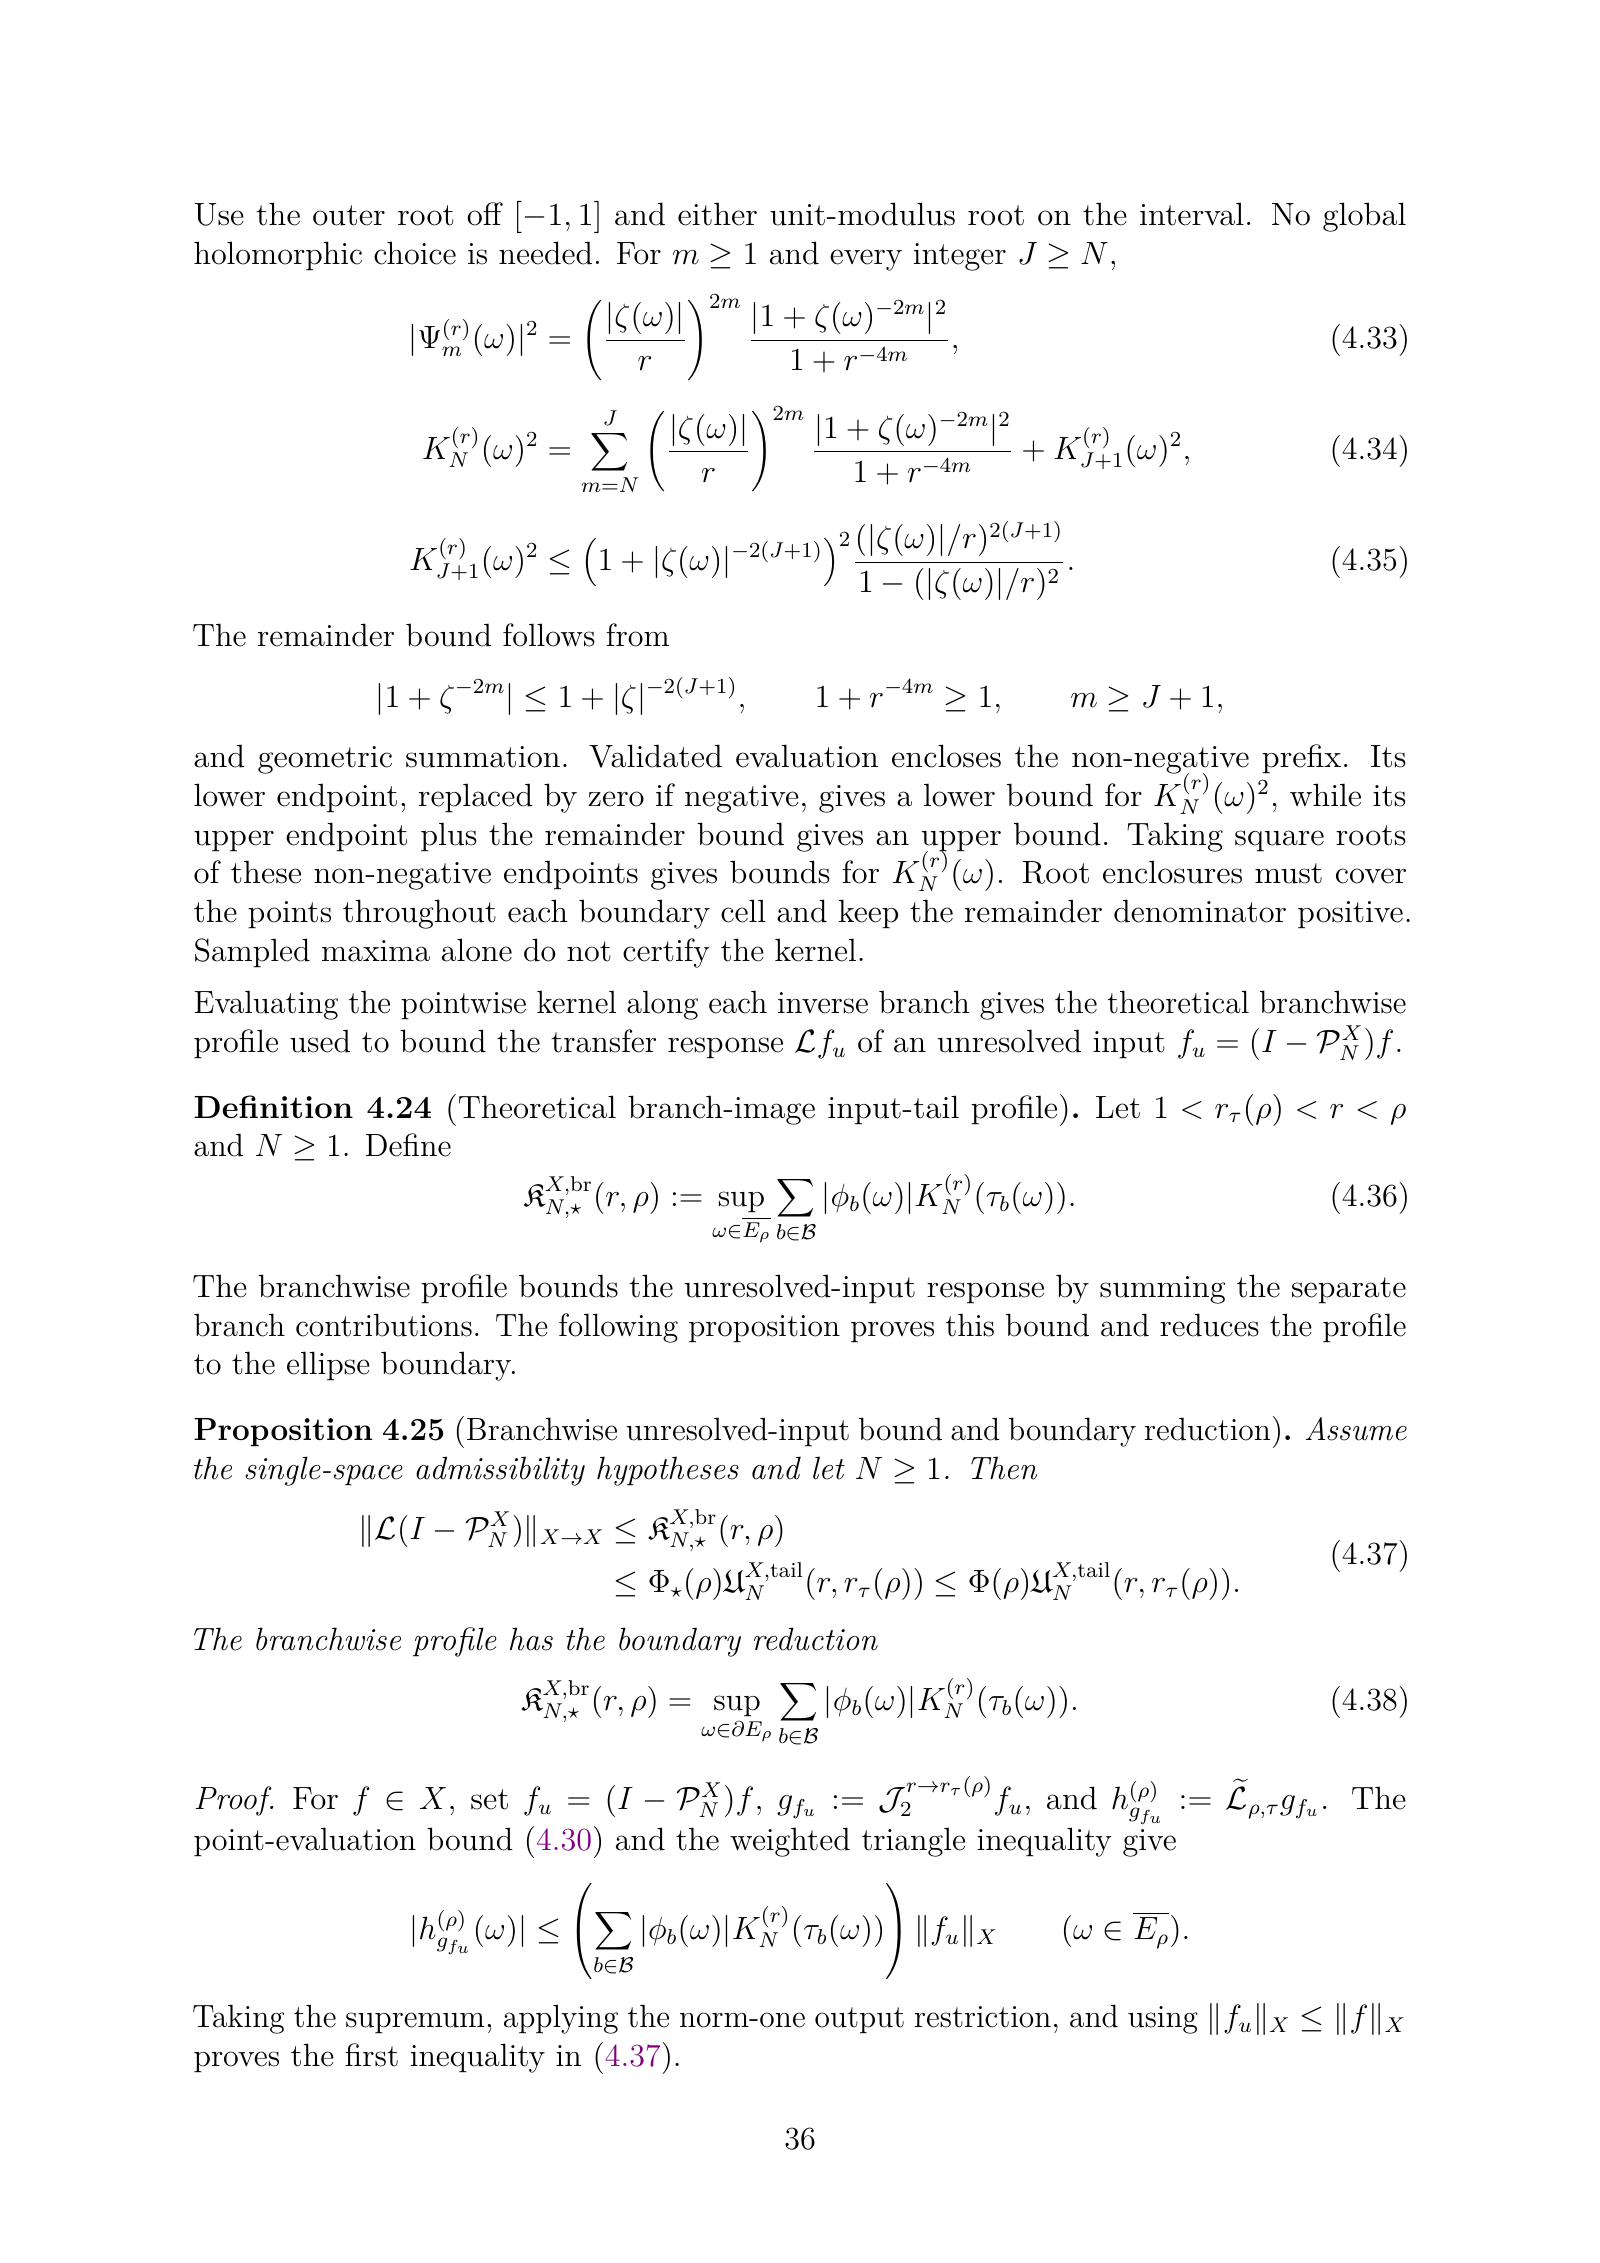 Use the outer root off [−1, 1] and either unit-modulus root on the interval. No global
holomorphic choice is needed. For m ≥ 1 and every integer J ≥ N,
|Ψ_m^{(r)}(ω)|^2 = (|ζ(ω)|/r)^{2m} |1 + ζ(ω)^{−2m}|^2/(1 + r^{−4m}), (4.33)
K_N^{(r)}(ω)^2 = ∑_{m=N}^{J} (|ζ(ω)|/r)^{2m} |1 + ζ(ω)^{−2m}|^2/(1 + r^{−4m}) + K_{J+1}^{(r)}(ω)^2, (4.34)
K_{J+1}^{(r)}(ω)^2 ≤ (1 + |ζ(ω)|^{−2(J+1)})^2 (|ζ(ω)|/r)^{2(J+1)}/(1 − (|ζ(ω)|/r)^2). (4.35)
The remainder bound follows from
|1 + ζ^{−2m}| ≤ 1 + |ζ|^{−2(J+1)}, 1 + r^{−4m} ≥ 1, m ≥ J + 1,
and geometric summation. Validated evaluation encloses the non-negative prefix. Its
lower endpoint, replaced by zero if negative, gives a lower bound for K_N^{(r)}(ω)^2, while its
upper endpoint plus the remainder bound gives an upper bound. Taking square roots
of these non-negative endpoints gives bounds for K_N^{(r)}(ω). Root enclosures must cover
the points throughout each boundary cell and keep the remainder denominator positive.
Sampled maxima alone do not certify the kernel.
Evaluating the pointwise kernel along each inverse branch gives the theoretical branchwise
profile used to bound the transfer response 𝓛f_u of an unresolved input f_u = (I − 𝒫_N^X)f.
Definition 4.24 (Theoretical branch-image input-tail profile). Let 1 < r_τ(ρ) < r < ρ
and N ≥ 1. Define
𝔎_{N,⋆}^{X,br}(r, ρ) := sup_{ω∈\overline{E_ρ}} ∑_{b∈ℬ} |ϕ_b(ω)|K_N^{(r)}(τ_b(ω)). (4.36)
The branchwise profile bounds the unresolved-input response by summing the separate
branch contributions. The following proposition proves this bound and reduces the profile
to the ellipse boundary.
Proposition 4.25 (Branchwise unresolved-input bound and boundary reduction). Assume
the single-space admissibility hypotheses and let N ≥ 1. Then
‖𝓛(I − 𝒫_N^X)‖_{X→X} ≤ 𝔎_{N,⋆}^{X,br}(r, ρ)
≤ Φ_⋆(ρ)𝔘_N^{X,tail}(r, r_τ(ρ)) ≤ Φ(ρ)𝔘_N^{X,tail}(r, r_τ(ρ)). (4.37)
The branchwise profile has the boundary reduction
𝔎_{N,⋆}^{X,br}(r, ρ) = sup_{ω∈∂E_ρ} ∑_{b∈ℬ} |ϕ_b(ω)|K_N^{(r)}(τ_b(ω)). (4.38)
Proof. For f ∈ X, set f_u = (I − 𝒫_N^X)f, g_{f_u} := 𝒥_2^{r→r_τ(ρ)} f_u, and h_{g_{f_u}}^{(ρ)} := \widetilde{𝓛}_{ρ,τ} g_{f_u}. The
point-evaluation bound (4.30) and the weighted triangle inequality give
|h_{g_{f_u}}^{(ρ)}(ω)| ≤ (∑_{b∈ℬ} |ϕ_b(ω)|K_N^{(r)}(τ_b(ω))) ‖f_u‖_X (ω ∈ \overline{E_ρ}).
Taking the supremum, applying the norm-one output restriction, and using ‖f_u‖_X ≤ ‖f‖_X
proves the first inequality in (4.37).
36